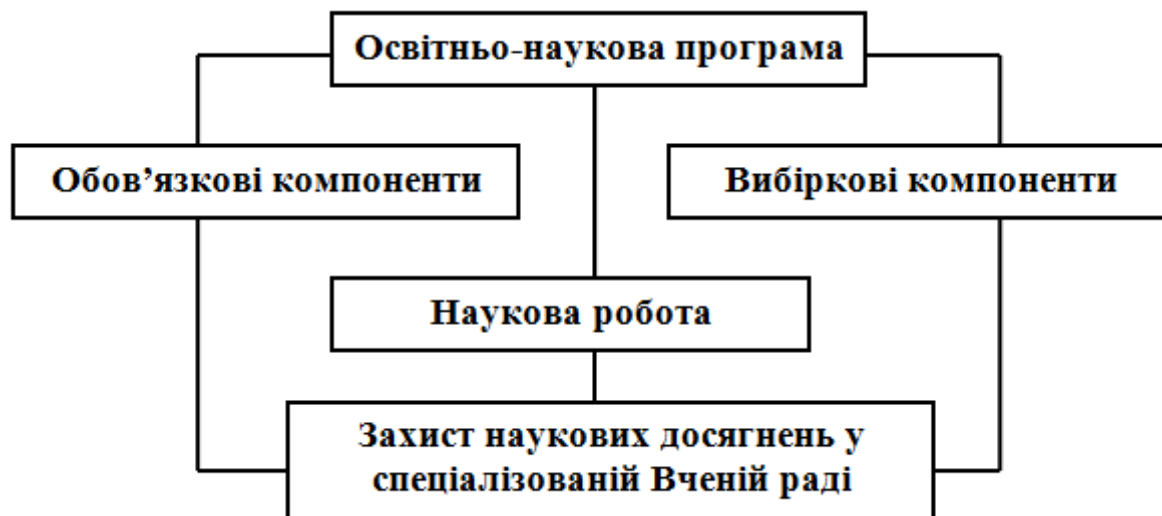 Освітньо-наукова програма
Обов’язкові компоненти
Вибіркові компоненти
Наукова робота
Захист наукових досягнень у
спеціалізованій Вченій раді